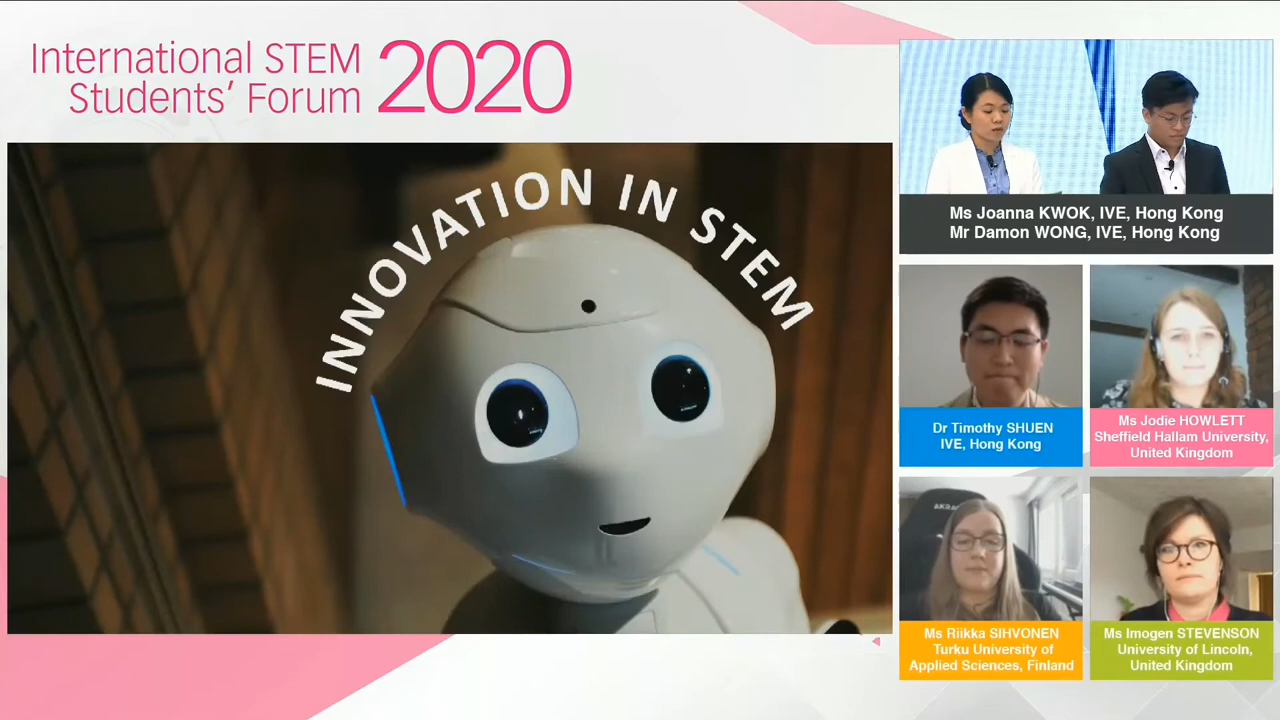 International STEM
Students' Forum
2020
INNOVATION IN STEM
Ms Joanna KWOK, IVE, Hong Kong
Mr Damon WONG, IVE, Hong Kong
Dr Timothy SHUEN
IVE, Hong Kong
Ms Jodie HOWLETT
Sheffield Hallam University,
United Kingdom
Ms Riikka SIHVONEN
Turku University of
Applied Sciences, Finland
Ms Imogen STEVENSON
University of Lincoln,
United Kingdom